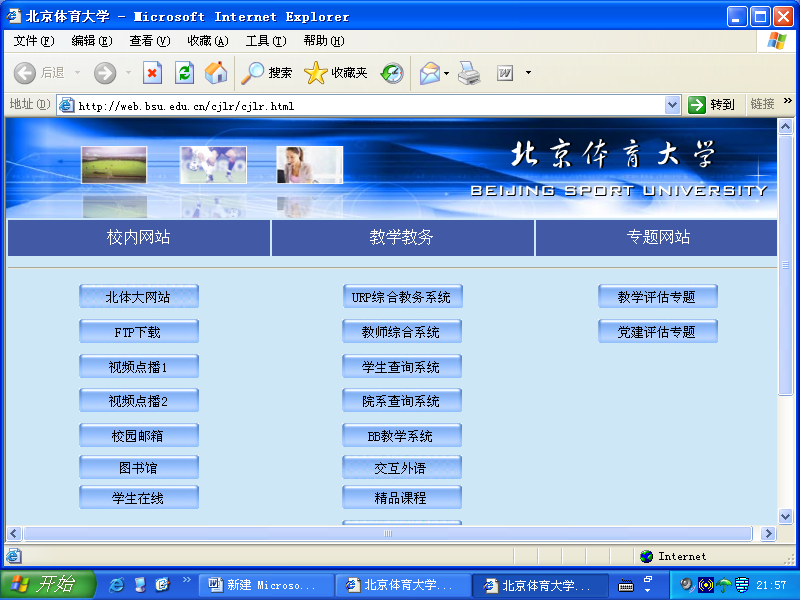 北京体育大学 - Microsoft Internet Explorer
文件(F) 编辑(E) 查看(V) 收藏(A) 工具(T) 帮助(H)
后退 搜索 收藏夹
地址(D) http://web.bsu.edu.cn/cjlr/cjlr.html 转到 链接 »
北京体育大学
BEIJING SPORT UNIVERSITY
校内网站 教学教务 专题网站
北体大网站 URP综合教务系统 教学评估专题
FTP下载 教师综合系统 党建评估专题
视频点播1 学生查询系统
视频点播2 院系查询系统
校园邮箱 BB教学系统
图书馆 交互外语
学生在线 精品课程
Internet
开始 » 新建 Microso... 北京体育大学... 北京体育大学... 21:57